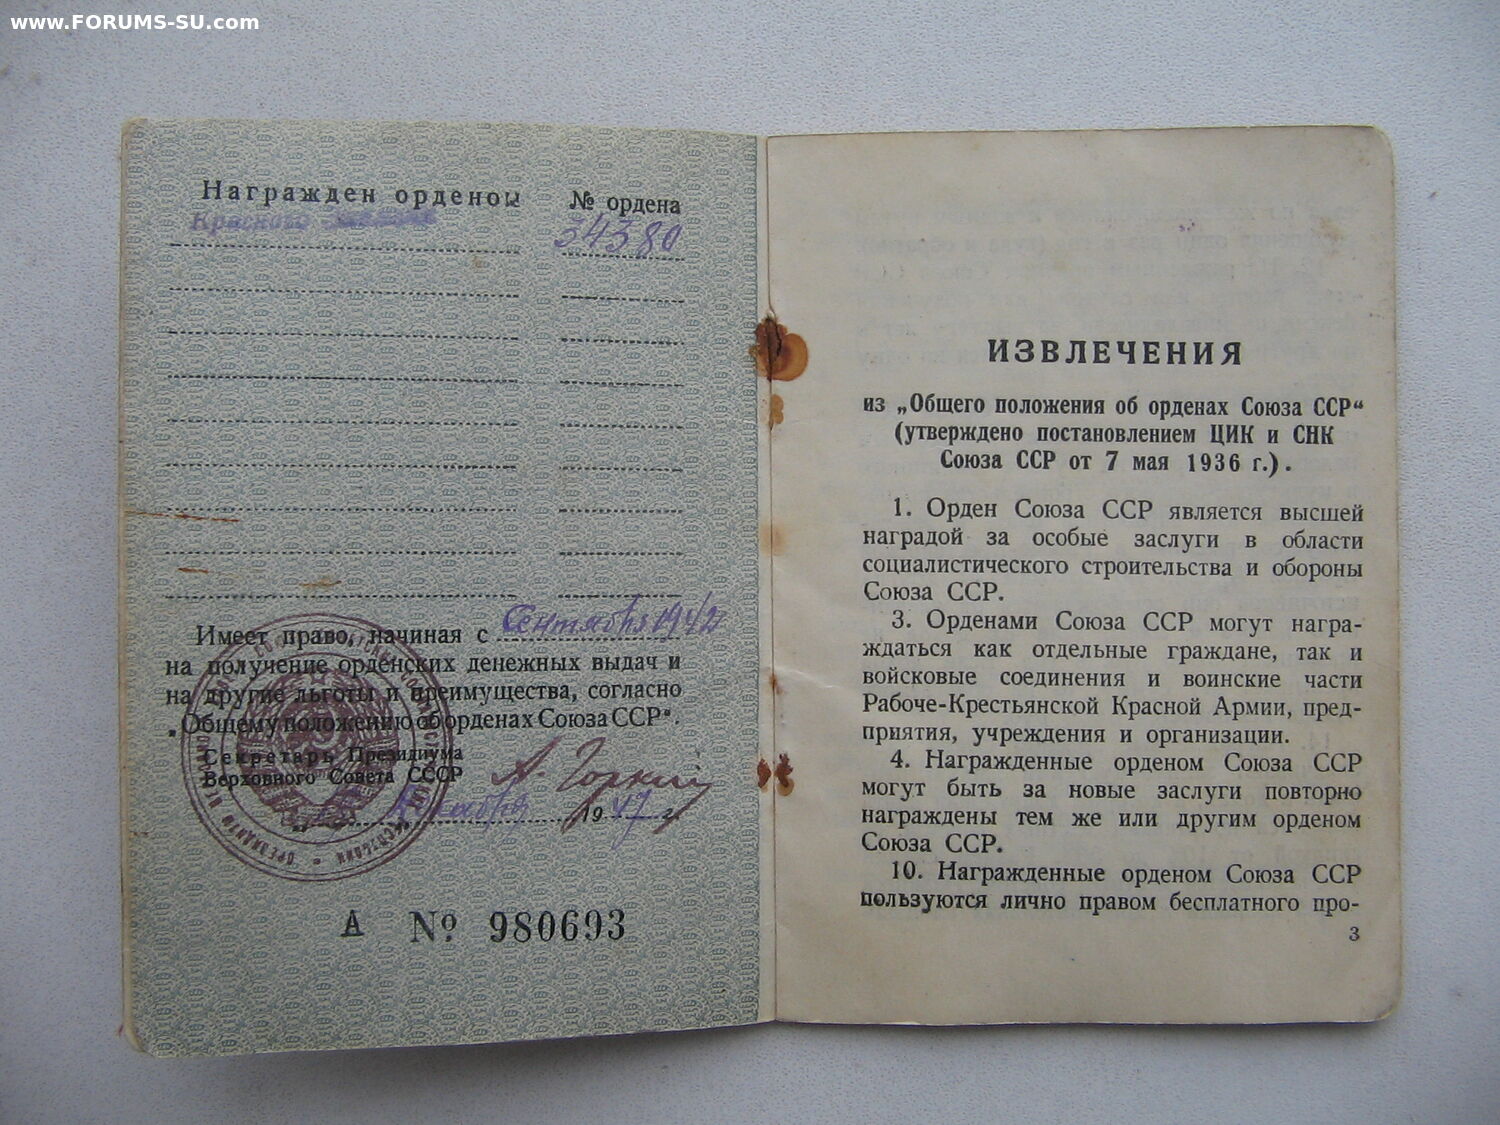 www.FORUMS-SU.com
Награжден орденом № ордена
Красного 34380
Имеет право, начиная с Сентября 1942
на получение орденских денежных выдач и
на другие льготы и преимущества, согласно
„Общему положению об орденах Союза ССР“.
Секретарь Президиума
Верховного Совета СССР А. Горкин
1947 г.
А № 980693
ИЗВЛЕЧЕНИЯ
из „Общего положения об орденах Союза ССР“
(утверждено постановлением ЦИК и СНК
Союза ССР от 7 мая 1936 г.).
1. Орден Союза ССР является высшей
наградой за особые заслуги в области
социалистического строительства и обороны
Союза ССР.
3. Орденами Союза ССР могут награ-
ждаться как отдельные граждане, так и
войсковые соединения и воинские части
Рабоче-Крестьянской Красной Армии, пред-
приятия, учреждения и организации.
4. Награжденные орденом Союза ССР
могут быть за новые заслуги повторно
награждены тем же или другим орденом
Союза ССР.
10. Награжденные орденом Союза ССР
пользуются лично правом бесплатного про-
3